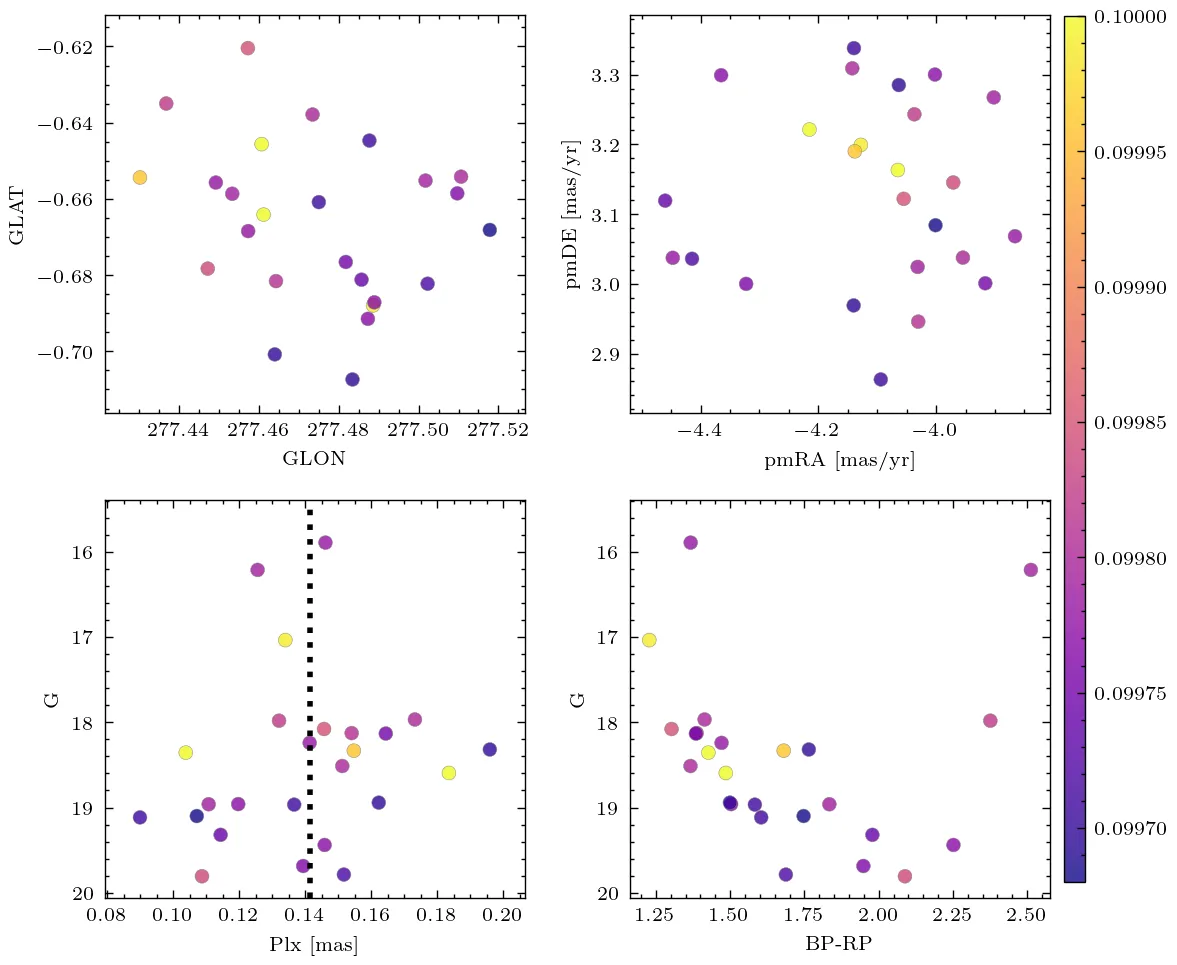 −0.62
−0.64
−0.66
−0.68
−0.70
GLAT
277.44 277.46 277.48 277.50 277.52
GLON
3.3
3.2
3.1
3.0
2.9
pmDE [mas/yr]
−4.4 −4.2 −4.0
pmRA [mas/yr]
0.10000
0.09995
0.09990
0.09985
0.09980
0.09975
0.09970
16
17
18
19
20
G
0.08 0.10 0.12 0.14 0.16 0.18 0.20
Plx [mas]
16
17
18
19
20
G
1.25 1.50 1.75 2.00 2.25 2.50
BP-RP